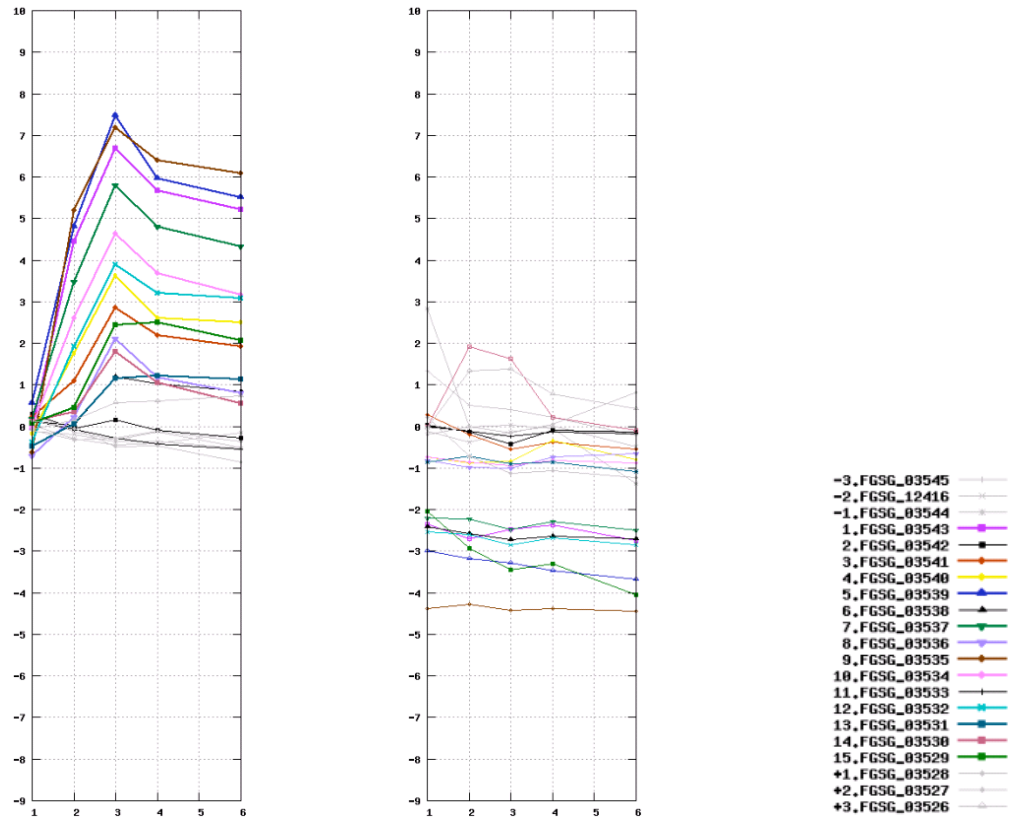 10
9
8
7
6
5
4
3
2
1
0
-1
-2
-3
-4
-5
-6
-7
-8
-9
1 2 3 4 5 6
10
9
8
7
6
5
4
3
2
1
0
-1
-2
-3
-4
-5
-6
-7
-8
-9
1 2 3 4 5 6
-3.FGSG_03545
-2.FGSG_12416
-1.FGSG_03544
1.FGSG_03543
2.FGSG_03542
3.FGSG_03541
4.FGSG_03540
5.FGSG_03539
6.FGSG_03538
7.FGSG_03537
8.FGSG_03536
9.FGSG_03535
10.FGSG_03534
11.FGSG_03533
12.FGSG_03532
13.FGSG_03531
14.FGSG_03530
15.FGSG_03529
+1.FGSG_03528
+2.FGSG_03527
+3.FGSG_03526